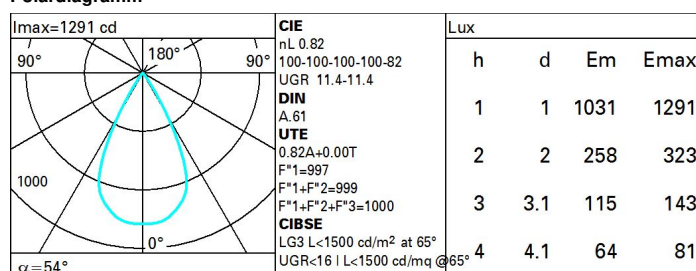 Imax=1291 cd
90° 180° 90°
1000
0°
α=54°
CIE
nL 0.82
100-100-100-100-82
UGR 11.4-11.4
DIN
A.61
UTE
0.82A+0.00T
F"1=997
F"1+F"2=999
F"1+F"2+F"3=1000
CIBSE
LG3 L<1500 cd/m² at 65°
UGR<16 | L<1500 cd/mq @65°
Lux
h d Em Emax
1 1 1031 1291
2 2 258 323
3 3.1 115 143
4 4.1 64 81